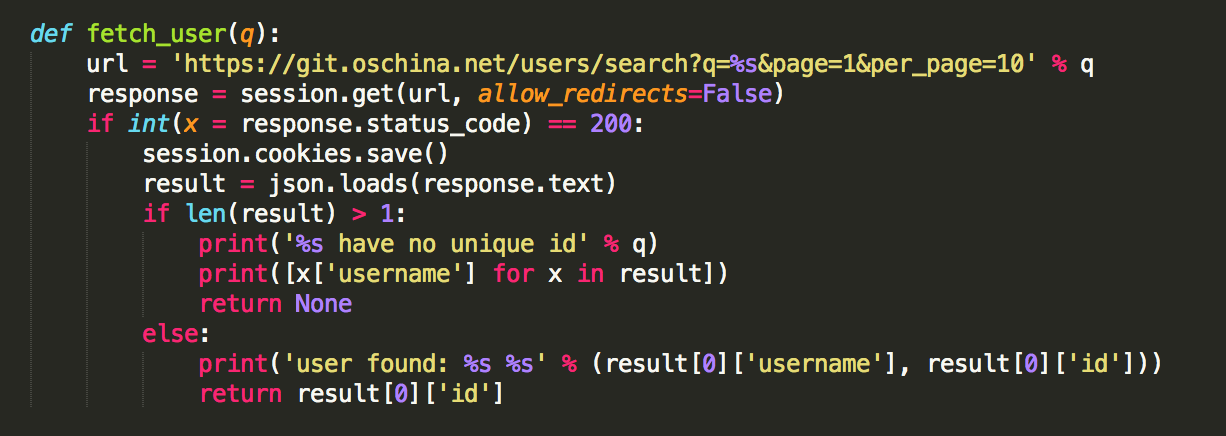 def fetch_user(q):
    url = 'https://git.oschina.net/users/search?q=%s&page=1&per_page=10' % q
    response = session.get(url, allow_redirects=False)
    if int(x = response.status_code) == 200:
        session.cookies.save()
        result = json.loads(response.text)
        if len(result) > 1:
            print('%s have no unique id' % q)
            print([x['username'] for x in result])
            return None
        else:
            print('user found: %s %s' % (result[0]['username'], result[0]['id']))
            return result[0]['id']